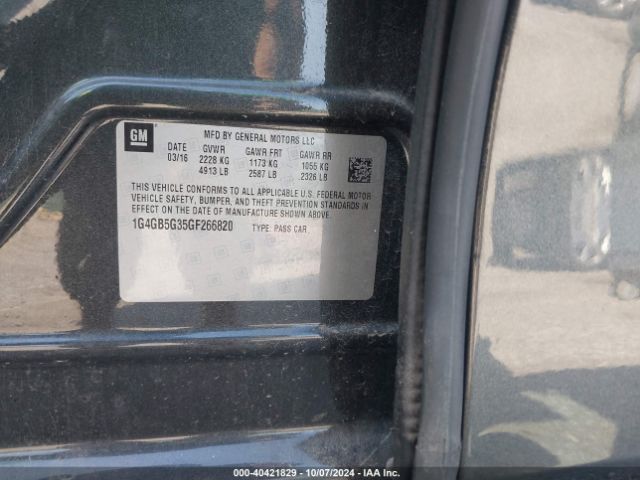 GM
MFD BY GENERAL MOTORS LLC
DATE GVWR GAWR FRT GAWR RR
03/16 2228 KG 1173 KG 1055 KG
4913 LB 2587 LB 2326 LB
THIS VEHICLE CONFORMS TO ALL APPLICABLE U.S. FEDERAL MOTOR
VEHICLE SAFETY, BUMPER, AND THEFT PREVENTION STANDARDS IN
EFFECT ON THE DATE OF MANUFACTURE SHOWN ABOVE.
1G4GB5G35GF266820 TYPE PASS CAR
000-40421829 - 10/07/2024 - IAA Inc.